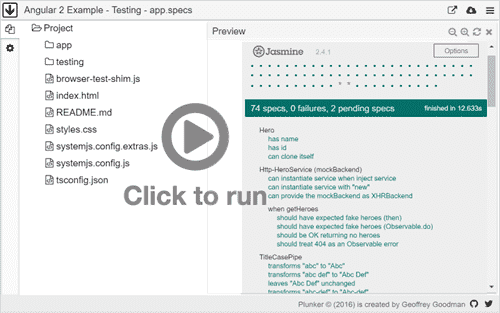 Angular 2 Example - Testing - app.specs
Project
app
testing
browser-test-shim.js
index.html
README.md
styles.css
systemjs.config.extras.js
systemjs.config.js
tsconfig.json
Preview
Jasmine 2.4.1
Options
74 specs, 0 failures, 2 pending specs
finished in 12.633s
Hero
has name
has id
can clone itself
Http-HeroService (mockBackend)
can instantiate service when inject service
can instantiate service with "new"
can provide the mockBackend as XHRBackend
when getHeroes
should have expected fake heroes (then)
should have expected fake heroes (Observable.do)
should be OK returning no heroes
should treat 404 as an Observable error
TitleCasePipe
transforms "abc" to "Abc"
transforms "abc def" to "Abc Def"
leaves "Abc Def" unchanged
transforms "abc-def" to "Abc-def"
Click to run
Plunker © (2016) is created by Geoffrey Goodman